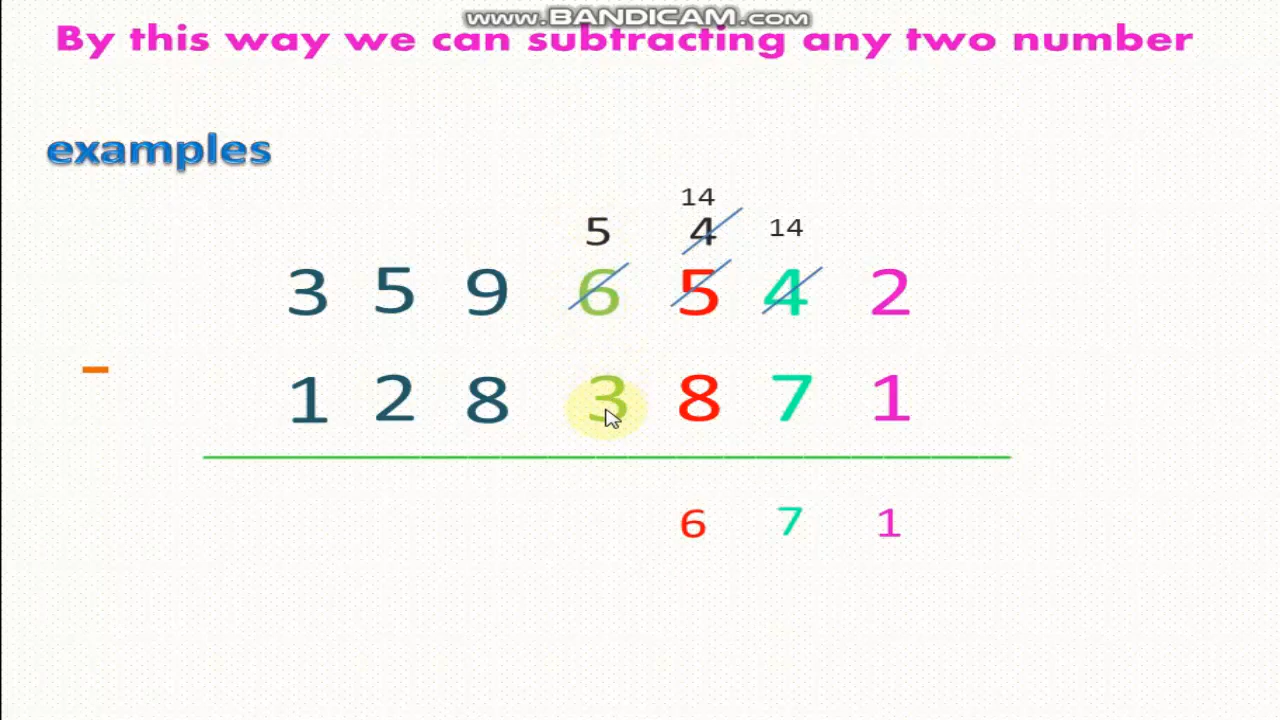 www.BANDICAM.com
By this way we can subtracting any two number
examples
14
5 4 14
3 5 9 6 5 4 2
-
1 2 8 3 8 7 1
6 7 1